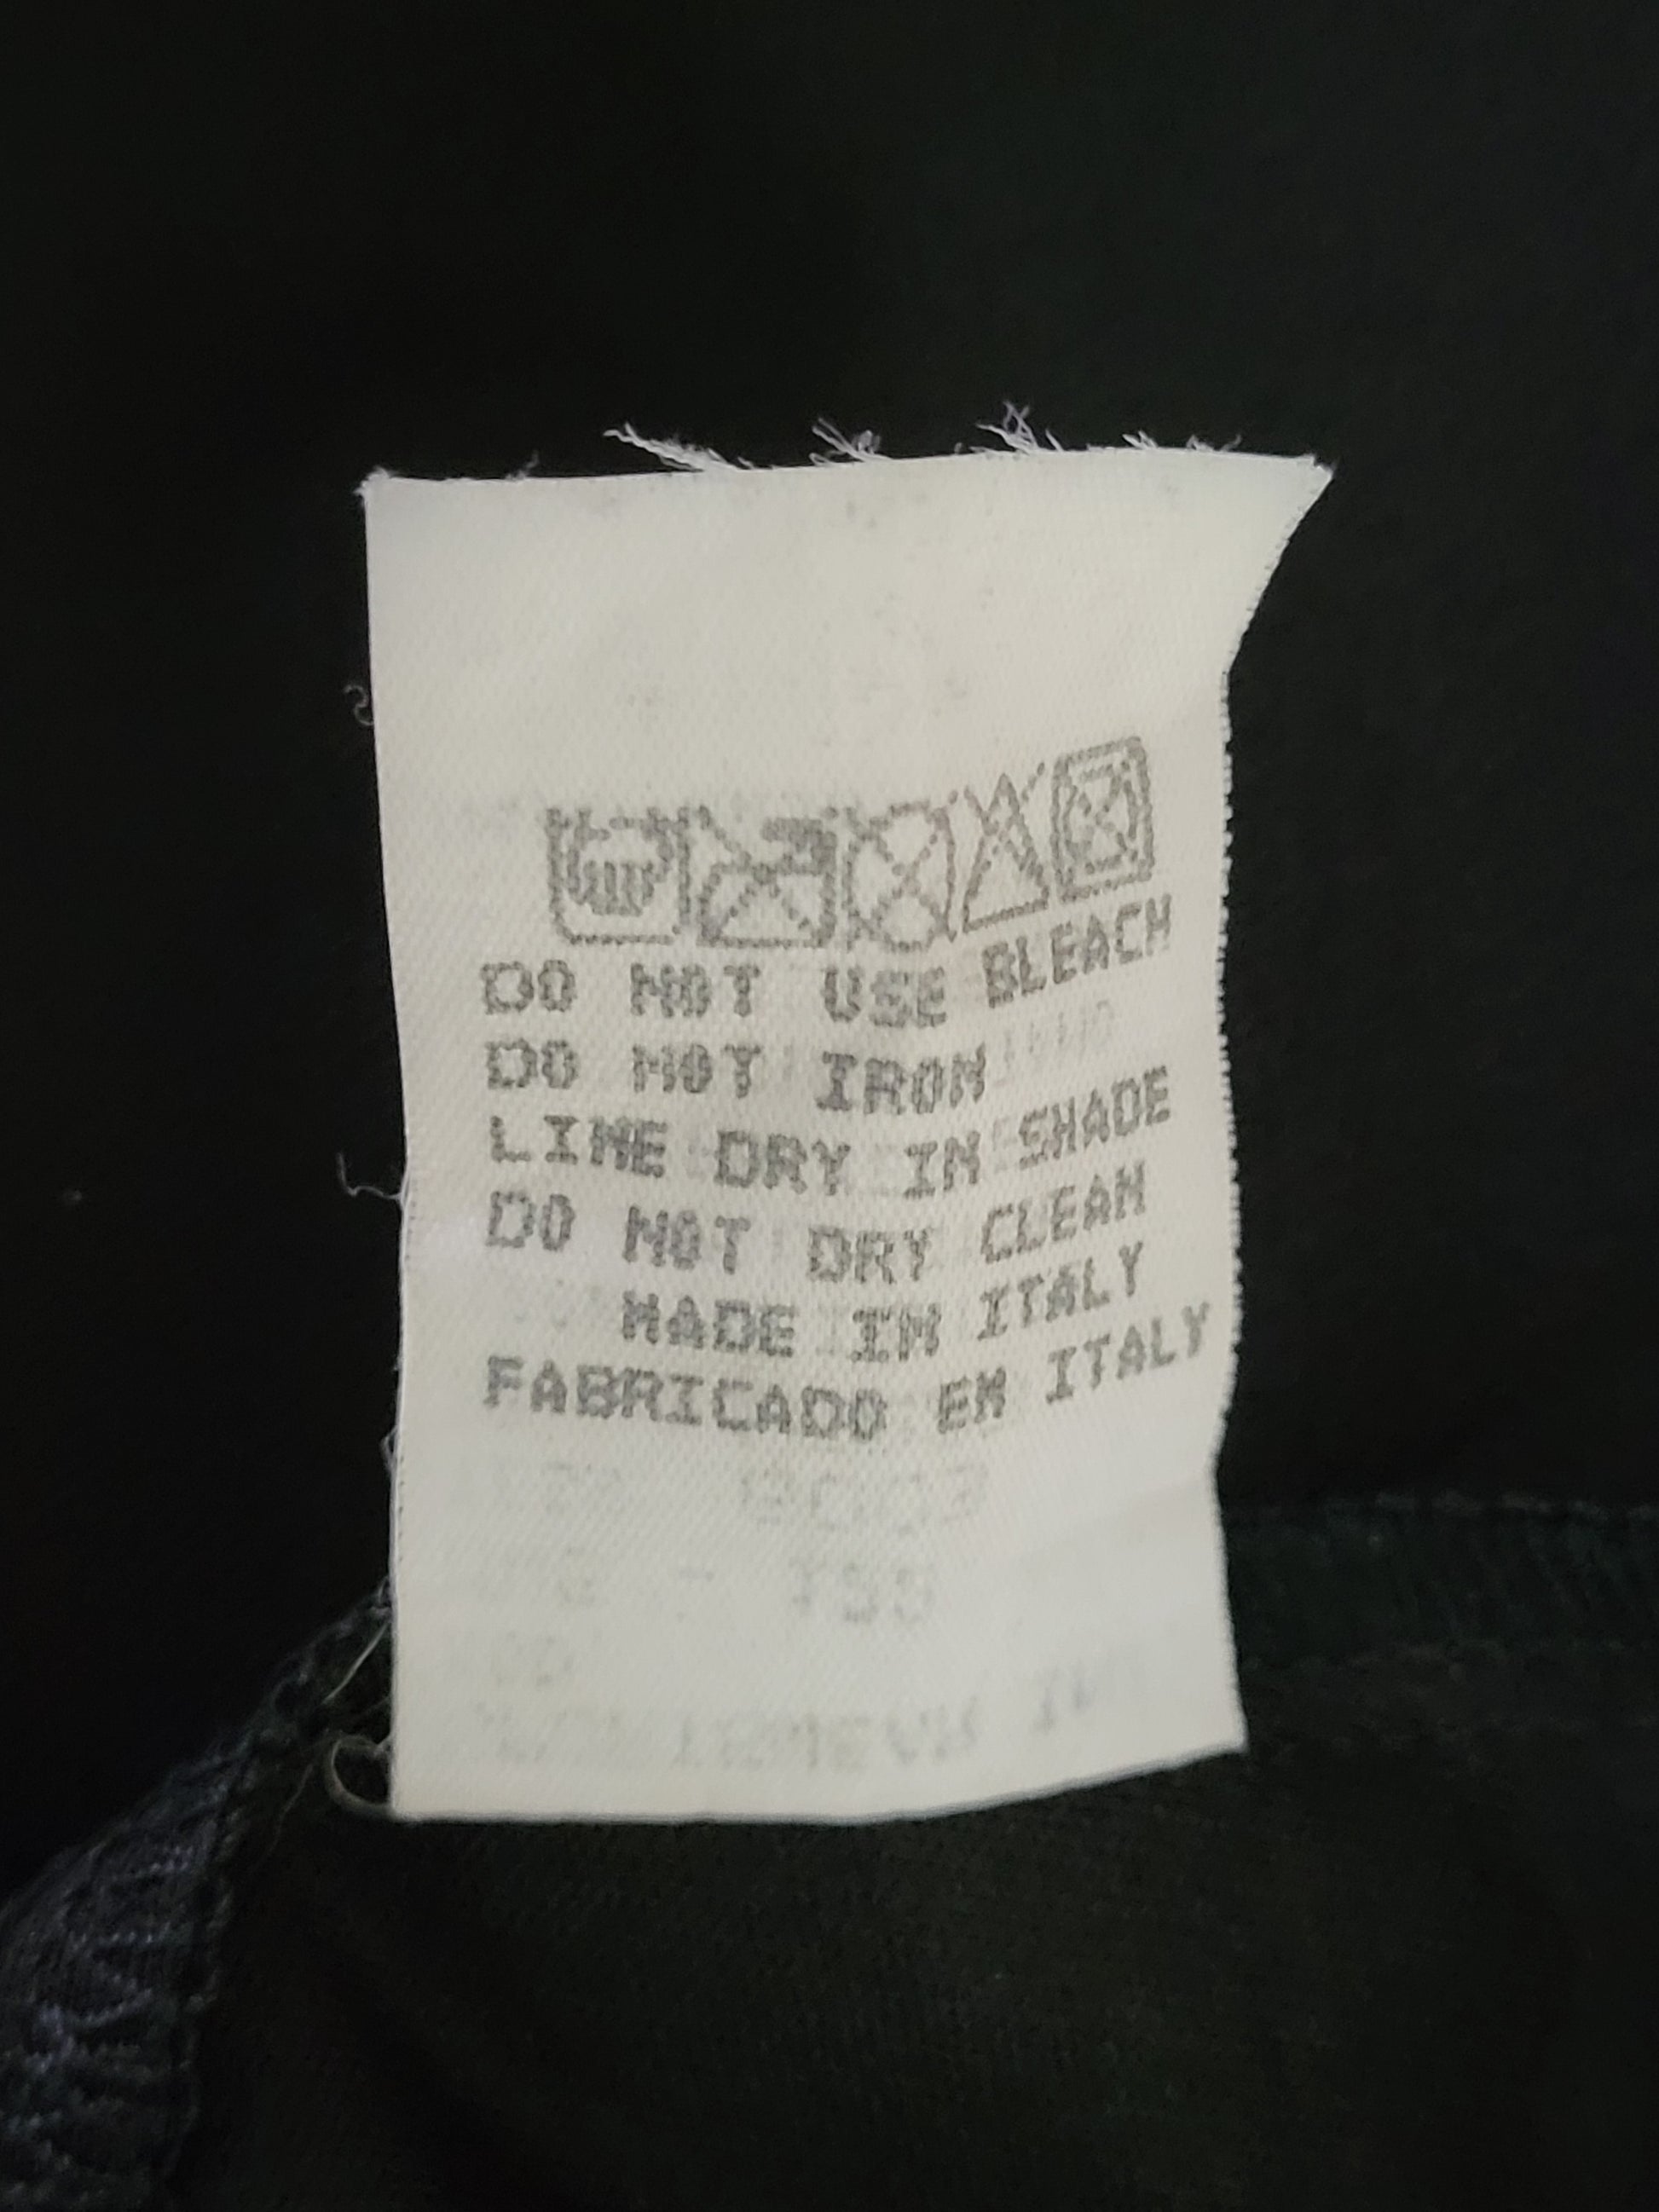 DO NOT USE BLEACH
DO NOT IRON
LINE DRY IN SHADE
DO NOT DRY CLEAN
MADE IN ITALY
FABRICADO EN ITALY